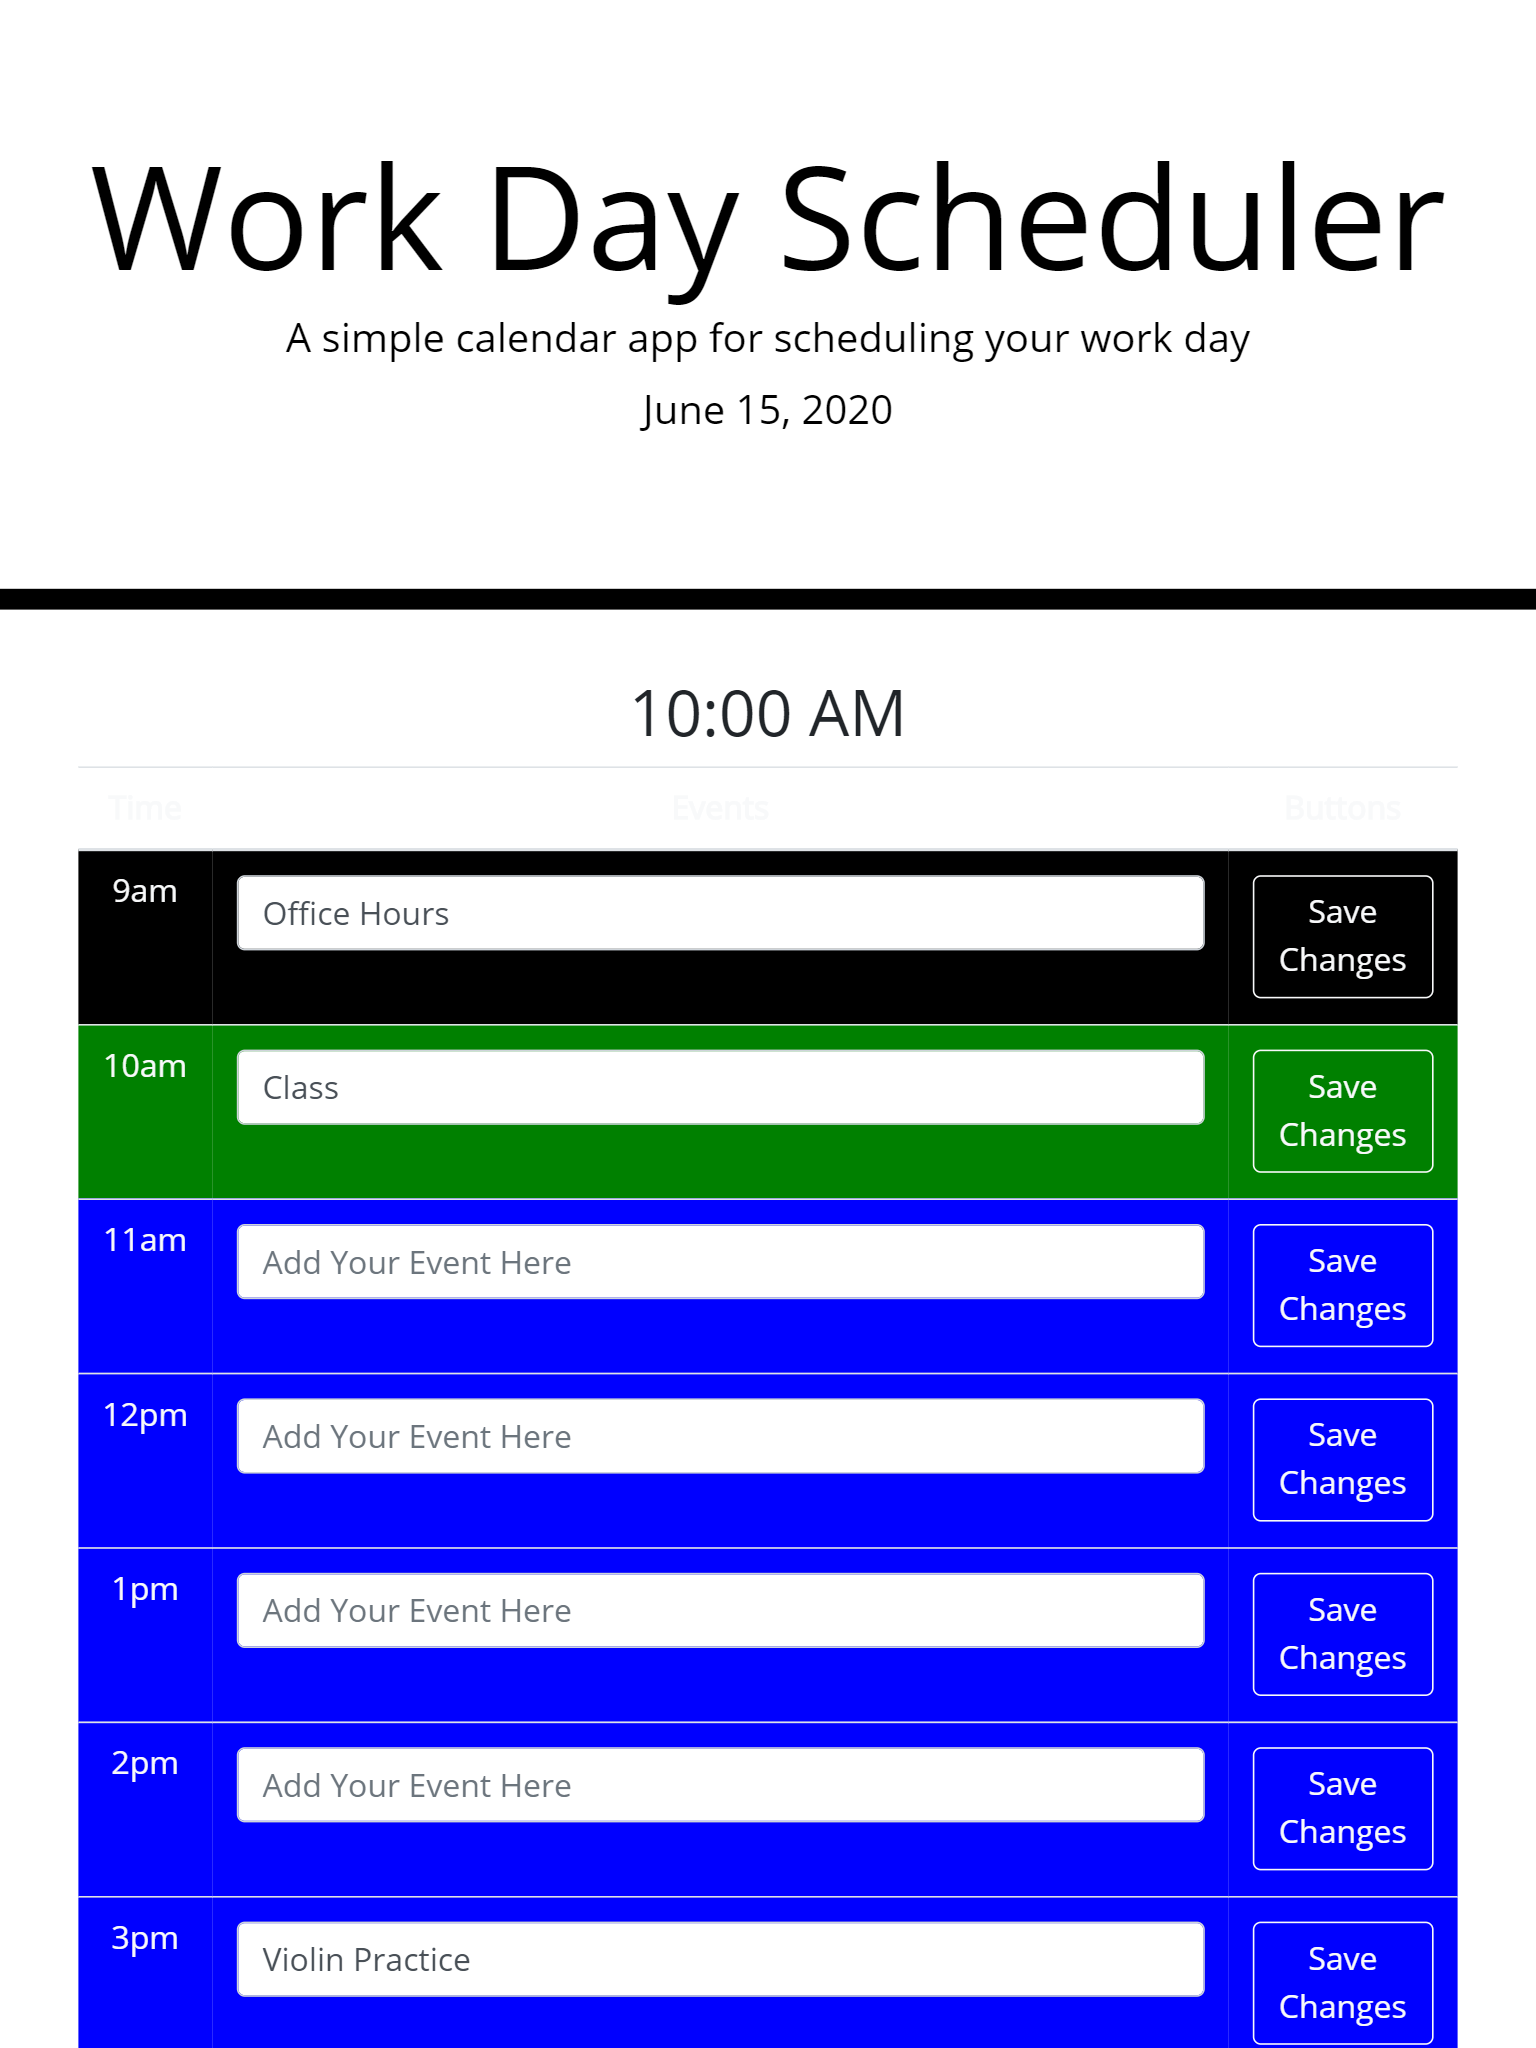 Work Day Scheduler
A simple calendar app for scheduling your work day
June 15, 2020
10:00 AM
Time Events Buttons
9am Office Hours Save
Changes
10am Class Save
Changes
11am Add Your Event Here Save
Changes
12pm Add Your Event Here Save
Changes
1pm Add Your Event Here Save
Changes
2pm Add Your Event Here Save
Changes
3pm Violin Practice Save
Changes